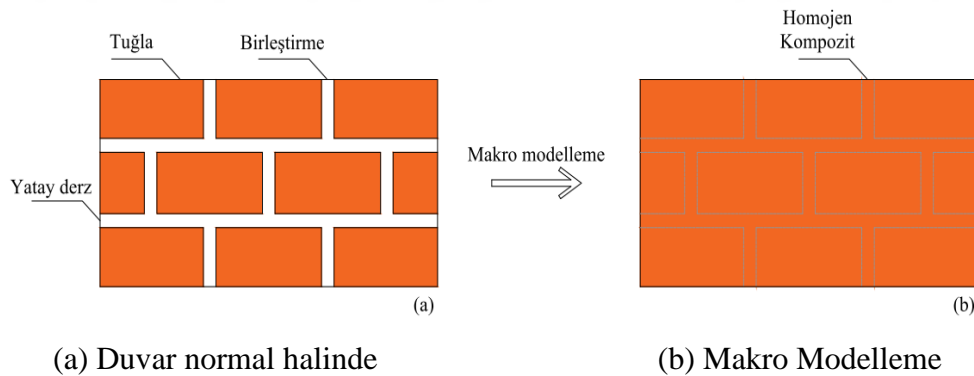 Tuğla
Birleştirme
Yatay derz
(a)
Makro modelleme
Homojen
Kompozit
(b)
(a) Duvar normal halinde
(b) Makro Modelleme